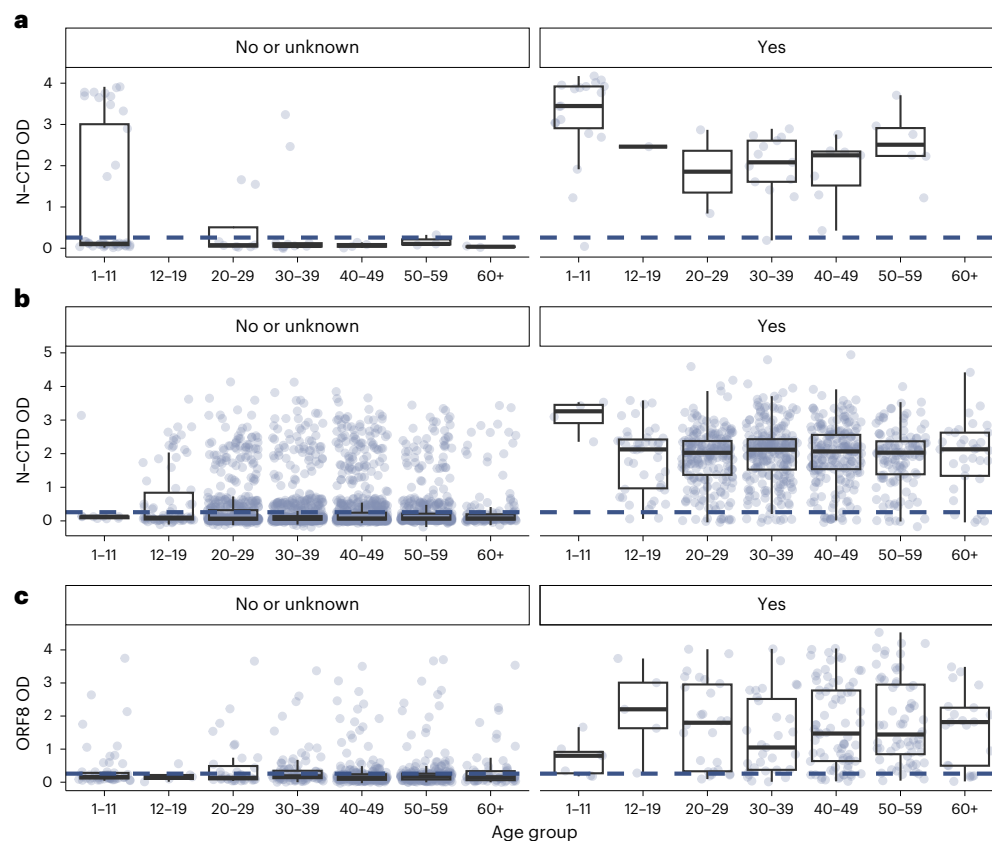 a
No or unknown Yes
4
3
2
1
0
N–CTD OD
1–11 12–19 20–29 30–39 40–49 50–59 60+ 1–11 12–19 20–29 30–39 40–49 50–59 60+
b
No or unknown Yes
5
4
3
2
1
0
N–CTD OD
1–11 12–19 20–29 30–39 40–49 50–59 60+ 1–11 12–19 20–29 30–39 40–49 50–59 60+
c
No or unknown Yes
4
3
2
1
0
ORF8 OD
1–11 12–19 20–29 30–39 40–49 50–59 60+ 1–11 12–19 20–29 30–39 40–49 50–59 60+
Age group